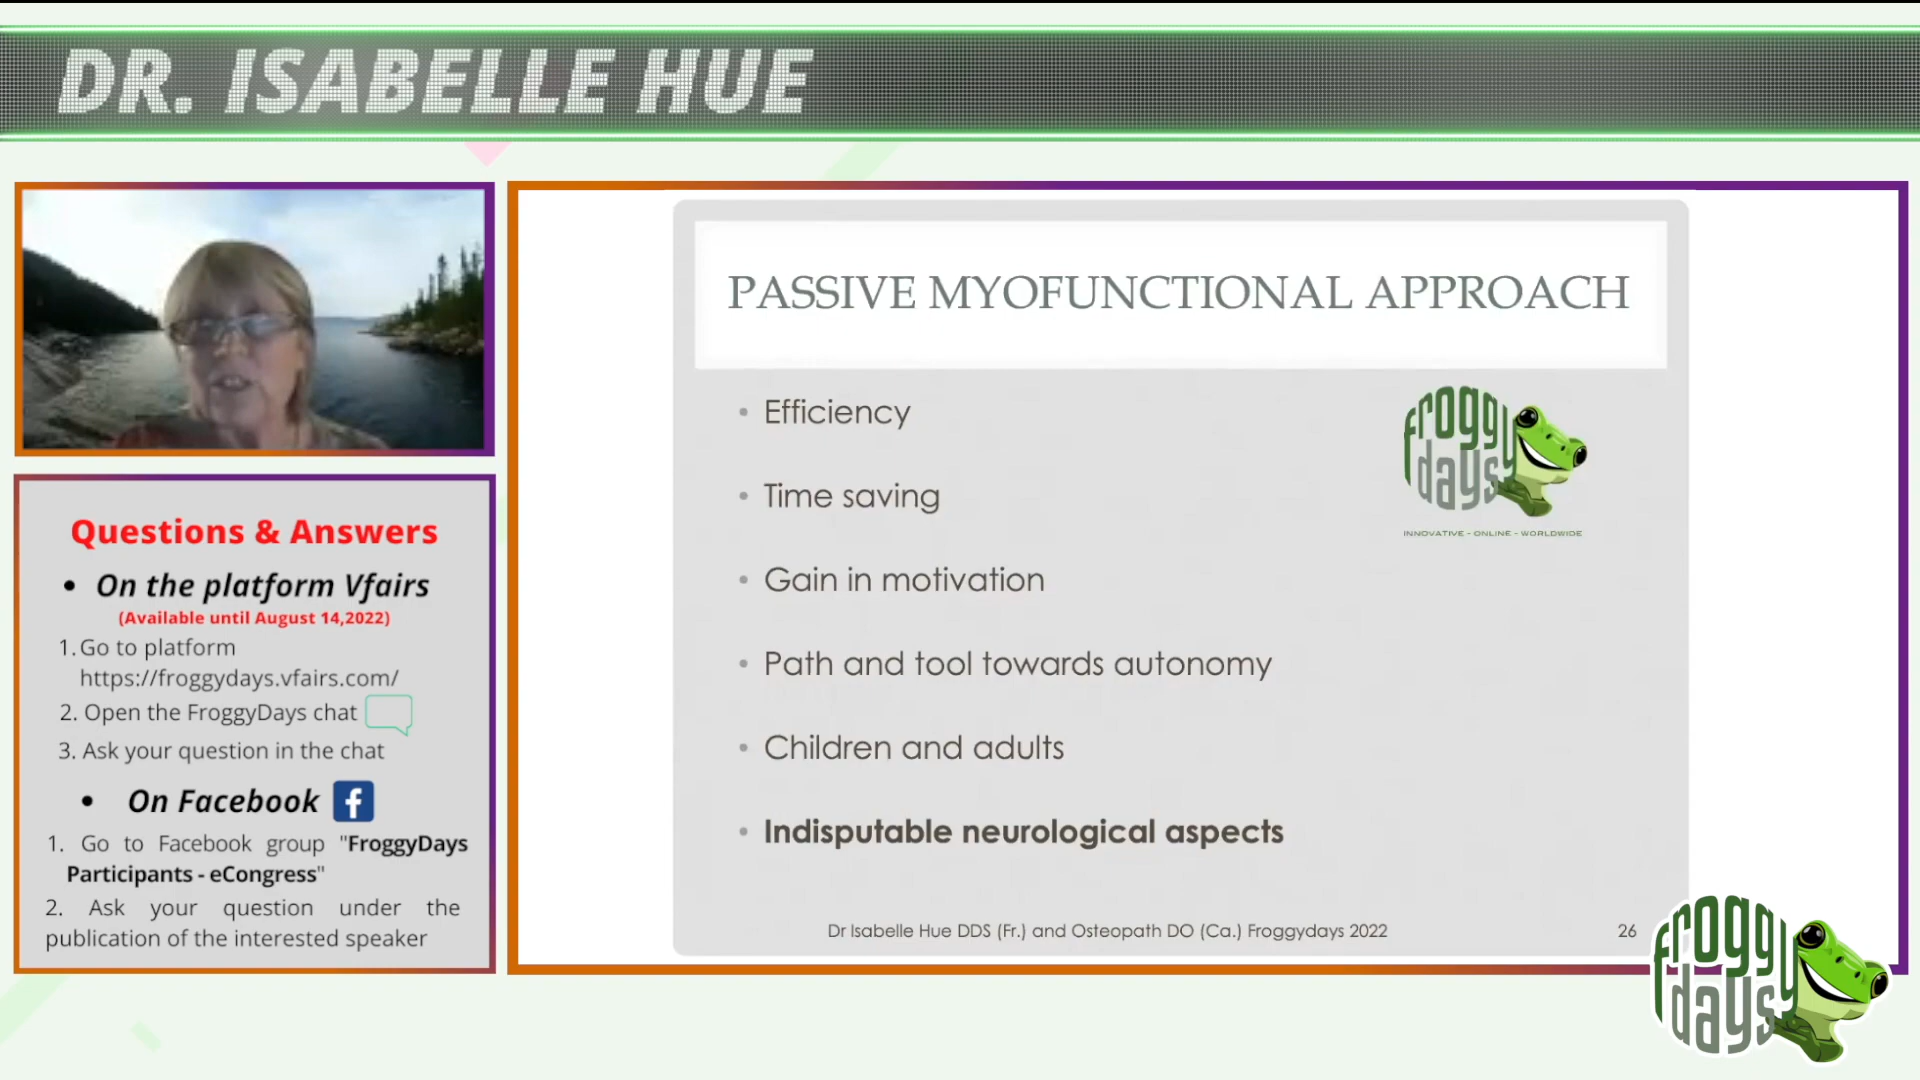 DR. ISABELLE HUE
PASSIVE MYOFUNCTIONAL APPROACH
• Efficiency
• Time saving
• Gain in motivation
• Path and tool towards autonomy
• Children and adults
• Indisputable neurological aspects
froggy
days
INNOVATIVE - ONLINE - WORLDWIDE
Dr Isabelle Hue DDS (Fr.) and Osteopath DO (Ca.) Froggydays 2022
26
Questions & Answers
• On the platform Vfairs
(Available until August 14,2022)
1. Go to platform
https://froggydays.vfairs.com/
2. Open the FroggyDays chat
3. Ask your question in the chat
• On Facebook f
1. Go to Facebook group "FroggyDays
Participants - eCongress"
2. Ask your question under the
publication of the interested speaker
froggy
days